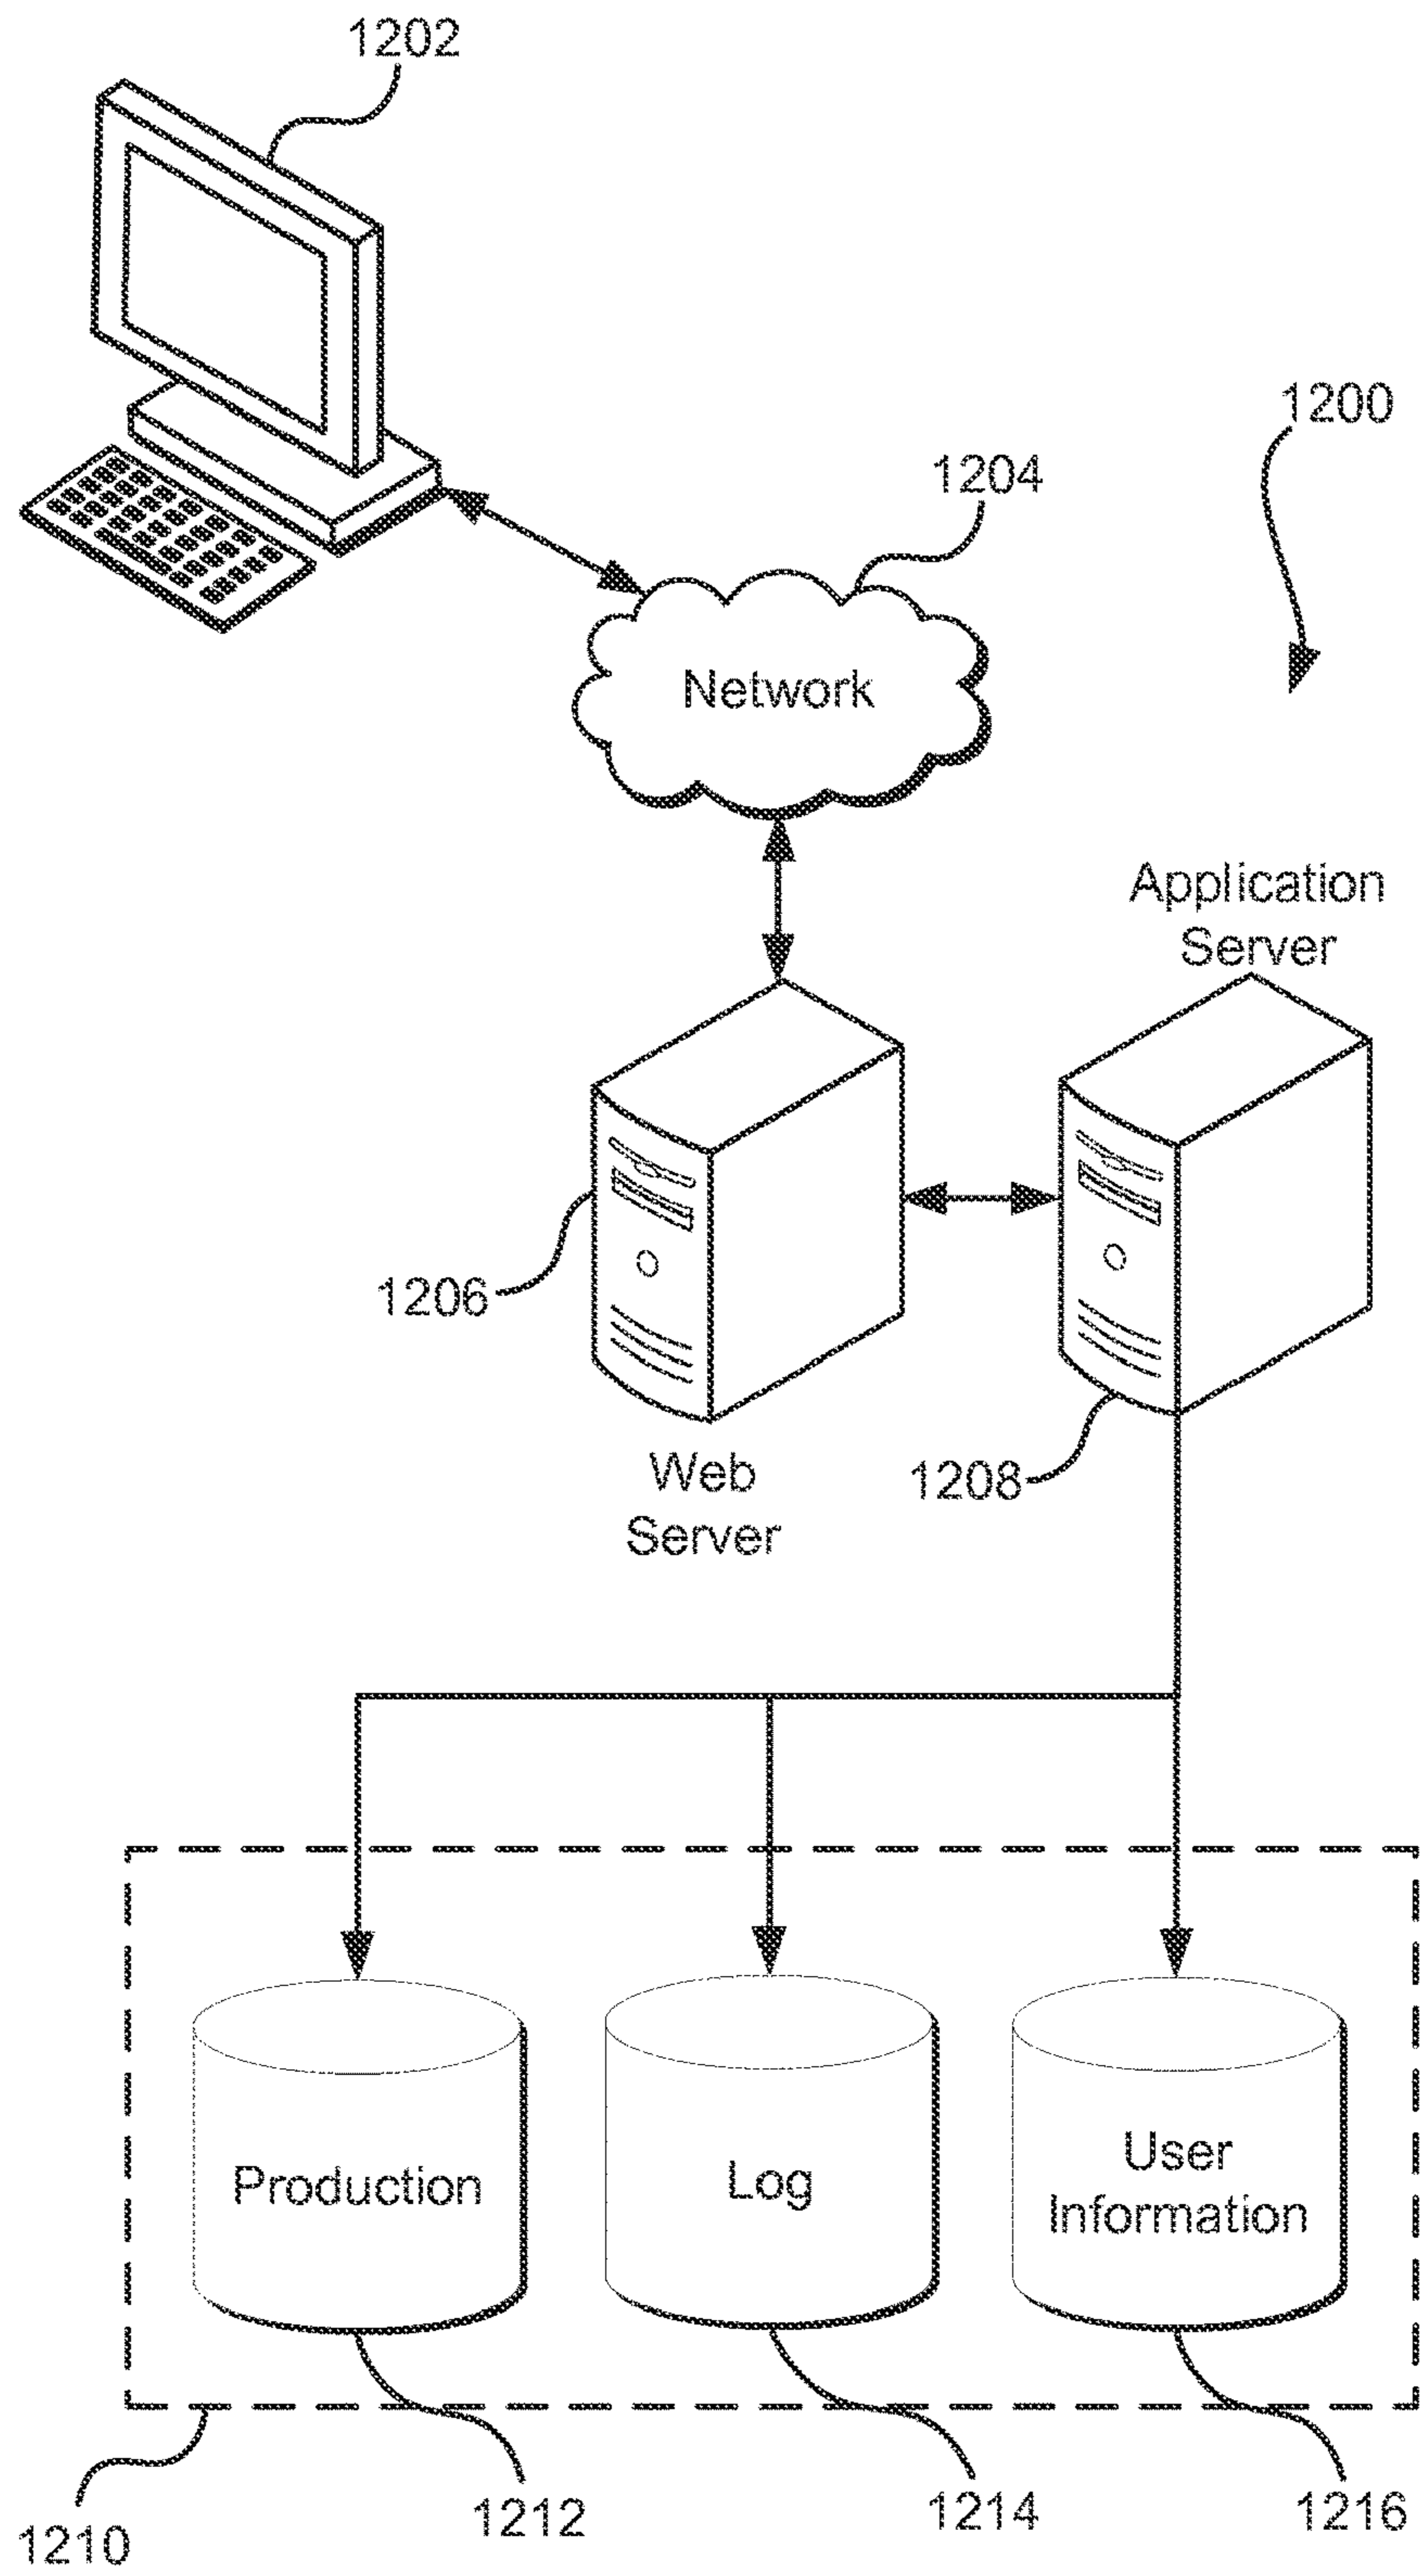 1202
1200
1204
Network
Application
Server
1206
Web
Server
1208
Production
Log
User
Information
1210
1212
1214
1216